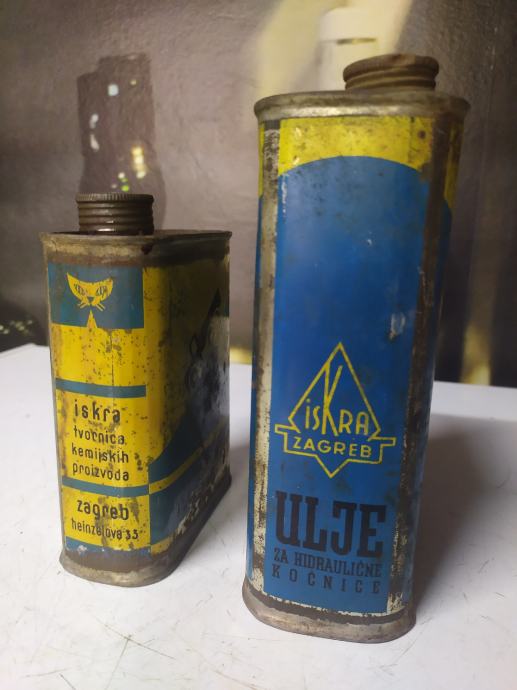 iskra
tvornica
kemijskih
proizvoda
zagreb
heinzelova 33
iSKRA
ZAGREB
ULJE
ZA HIDRAULIČNE
KOČNICE